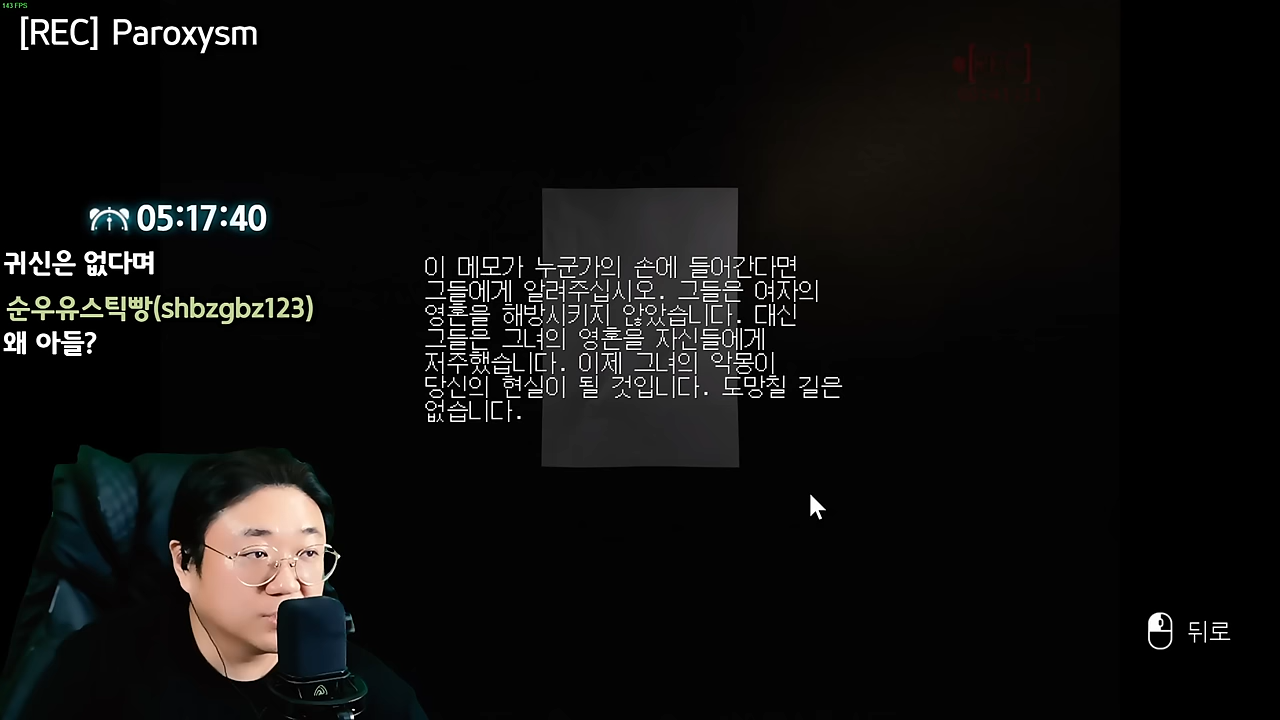 143 FPS
[REC] Paroxysm
05:17:40
귀신은 없다며
순우유스틱빵(shbzgbz123)
왜 아들?
이 메모가 누군가의 손에 들어간다면
그들에게 알려주십시오. 그들은 여자의
영혼을 해방시키지 않았습니다. 대신
그들은 그녀의 영혼을 자신들에게
저주했습니다. 이제 그녀의 악몽이
당신의 현실이 될 것입니다. 도망칠 길은
없습니다.
뒤로